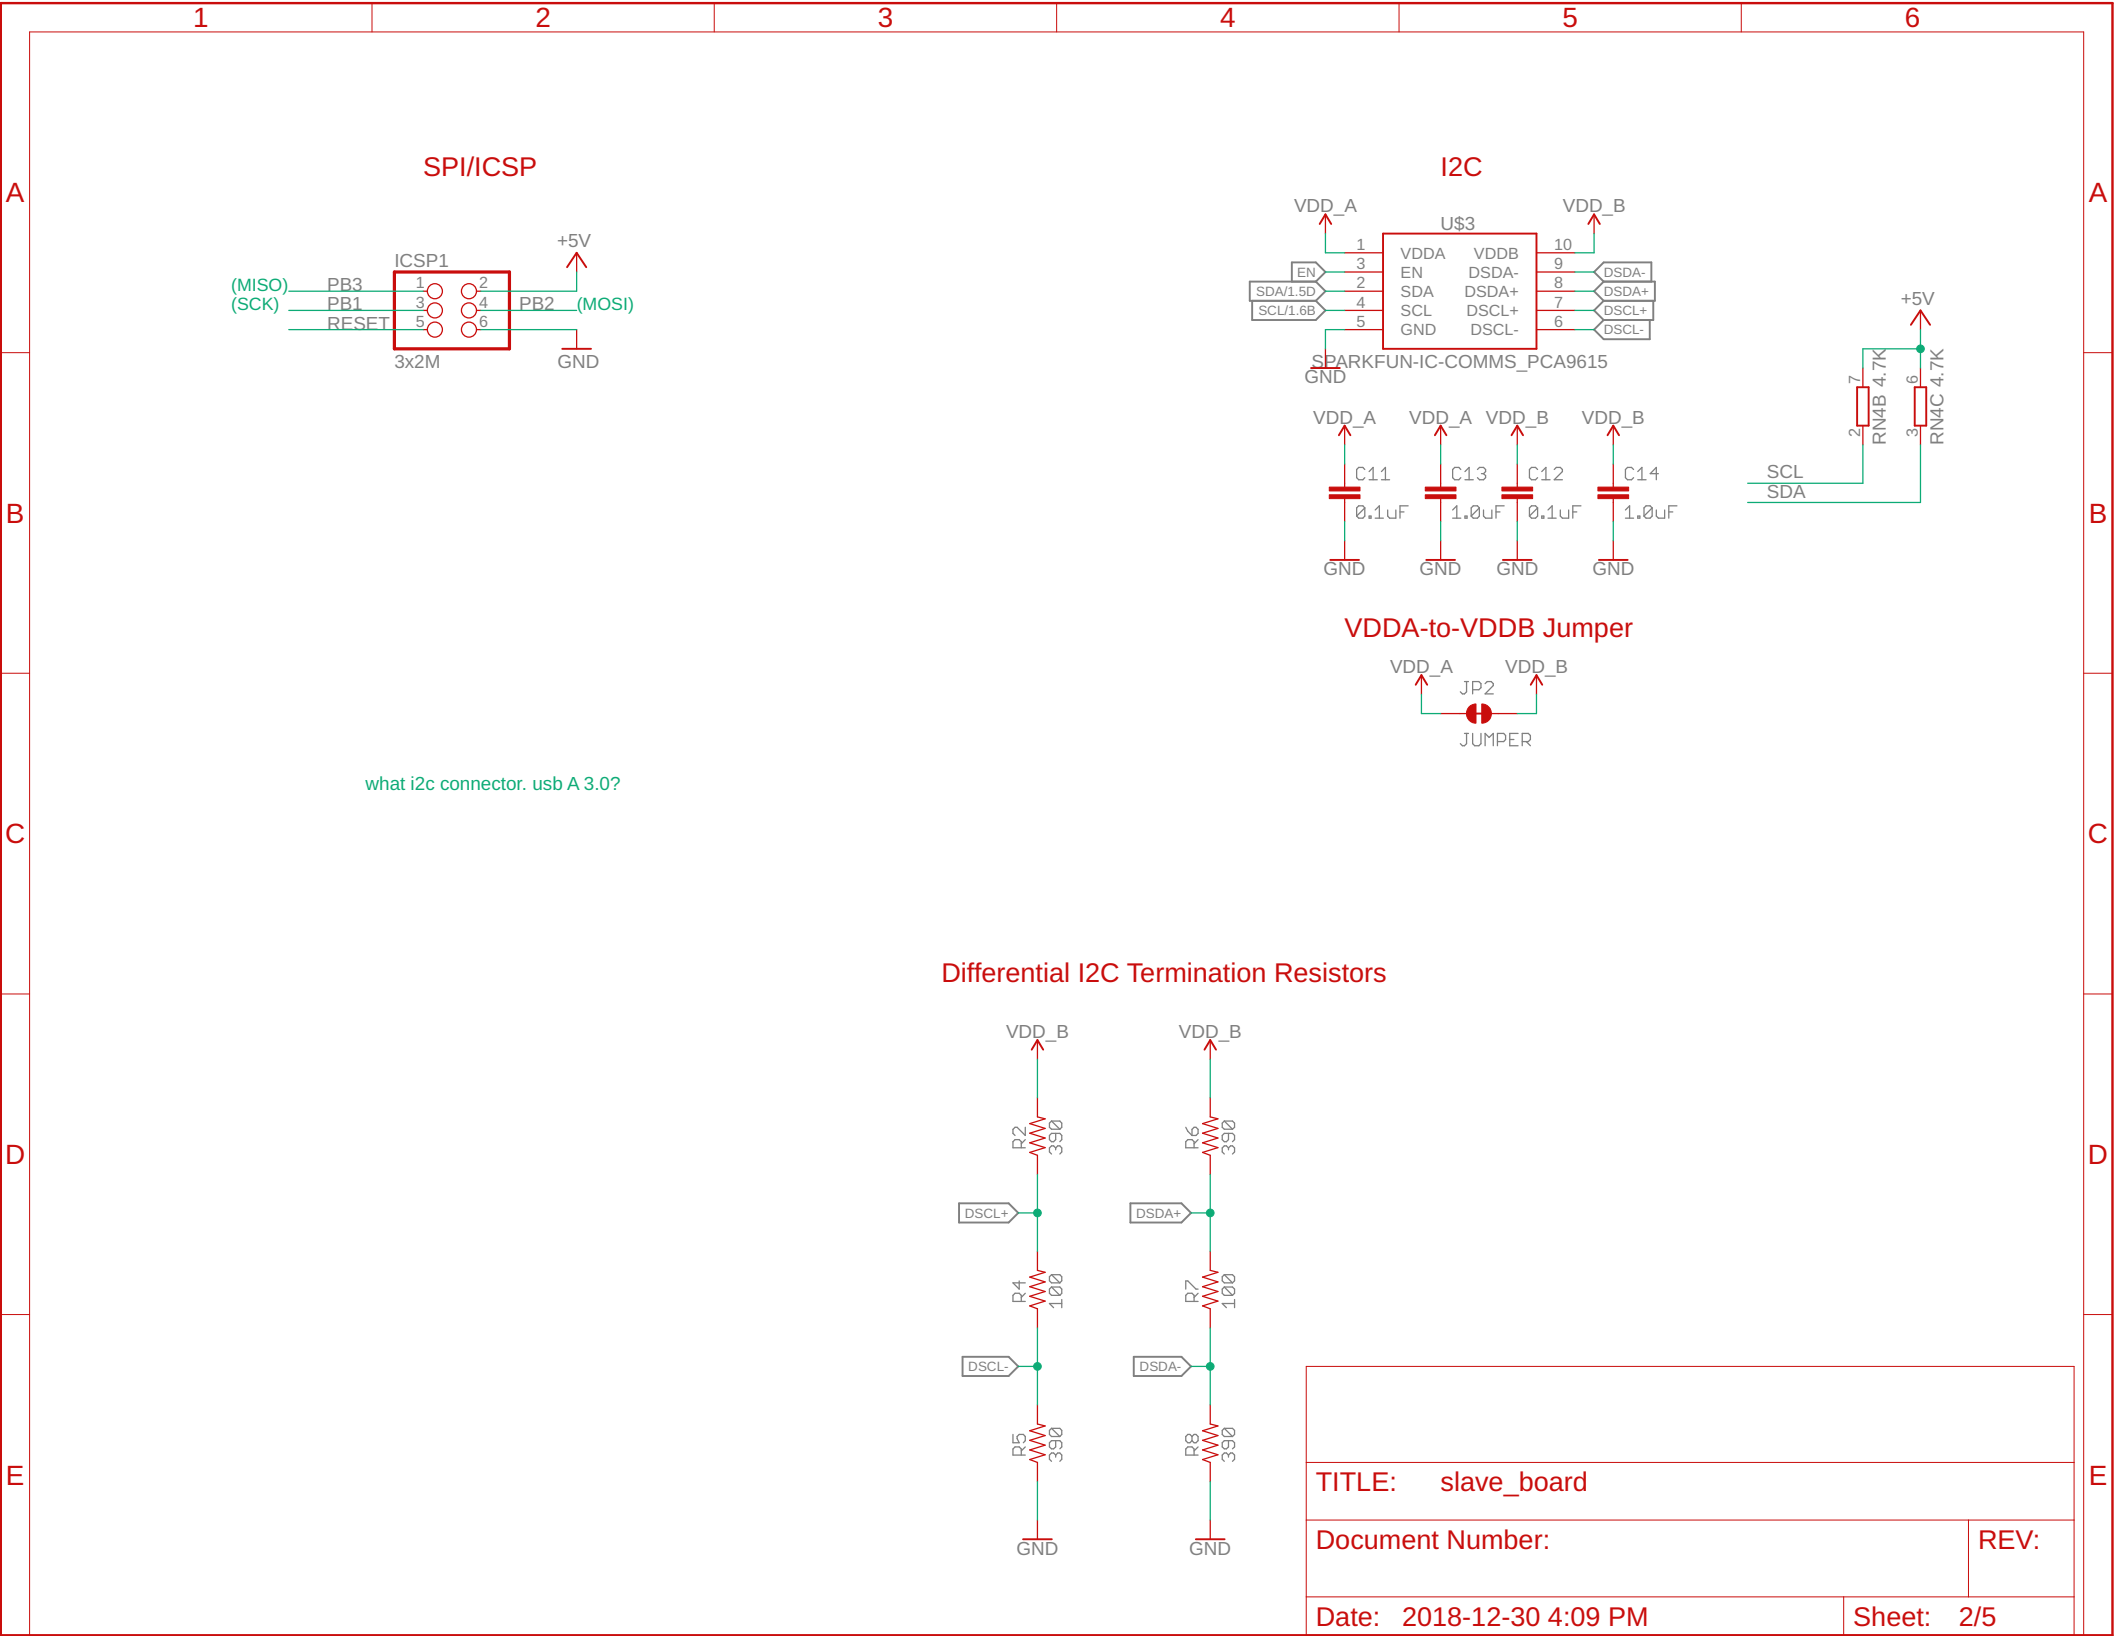 1 2 3 4 5 6
A A
B B
C C
D D
E E
SPI/ICSP
+5V
ICSP1
(MISO) PB3 1 2
(SCK) PB1 3 4 PB2 (MOSI)
RESET 5 6
3x2M GND
I2C
VDD_A VDD_B
U$3
1 VDDA VDDB 10
EN 3 EN DSDA- 9 DSDA-
SDA/1.5D 2 SDA DSDA+ 8 DSDA+
SCL/1.6B 4 SCL DSCL+ 7 DSCL+
5 GND DSCL- 6 DSCL-
SPARKFUN-IC-COMMS_PCA9615
GND
VDD_A VDD_A VDD_B VDD_B
C11 C13 C12 C14
0.1uF 1.0uF 0.1uF 1.0uF
GND GND GND GND
+5V
7 6
RN4B 4.7K RN4C 4.7K
2 3
SCL
SDA
VDDA-to-VDDB Jumper
VDD_A VDD_B
JP2
JUMPER
what i2c connector. usb A 3.0?
Differential I2C Termination Resistors
VDD_B VDD_B
R2 390 R6 390
DSCL+ DSDA+
R4 100 R7 100
DSCL- DSDA-
R5 390 R8 390
GND GND
TITLE: slave_board
Document Number: REV:
Date: 2018-12-30 4:09 PM Sheet: 2/5